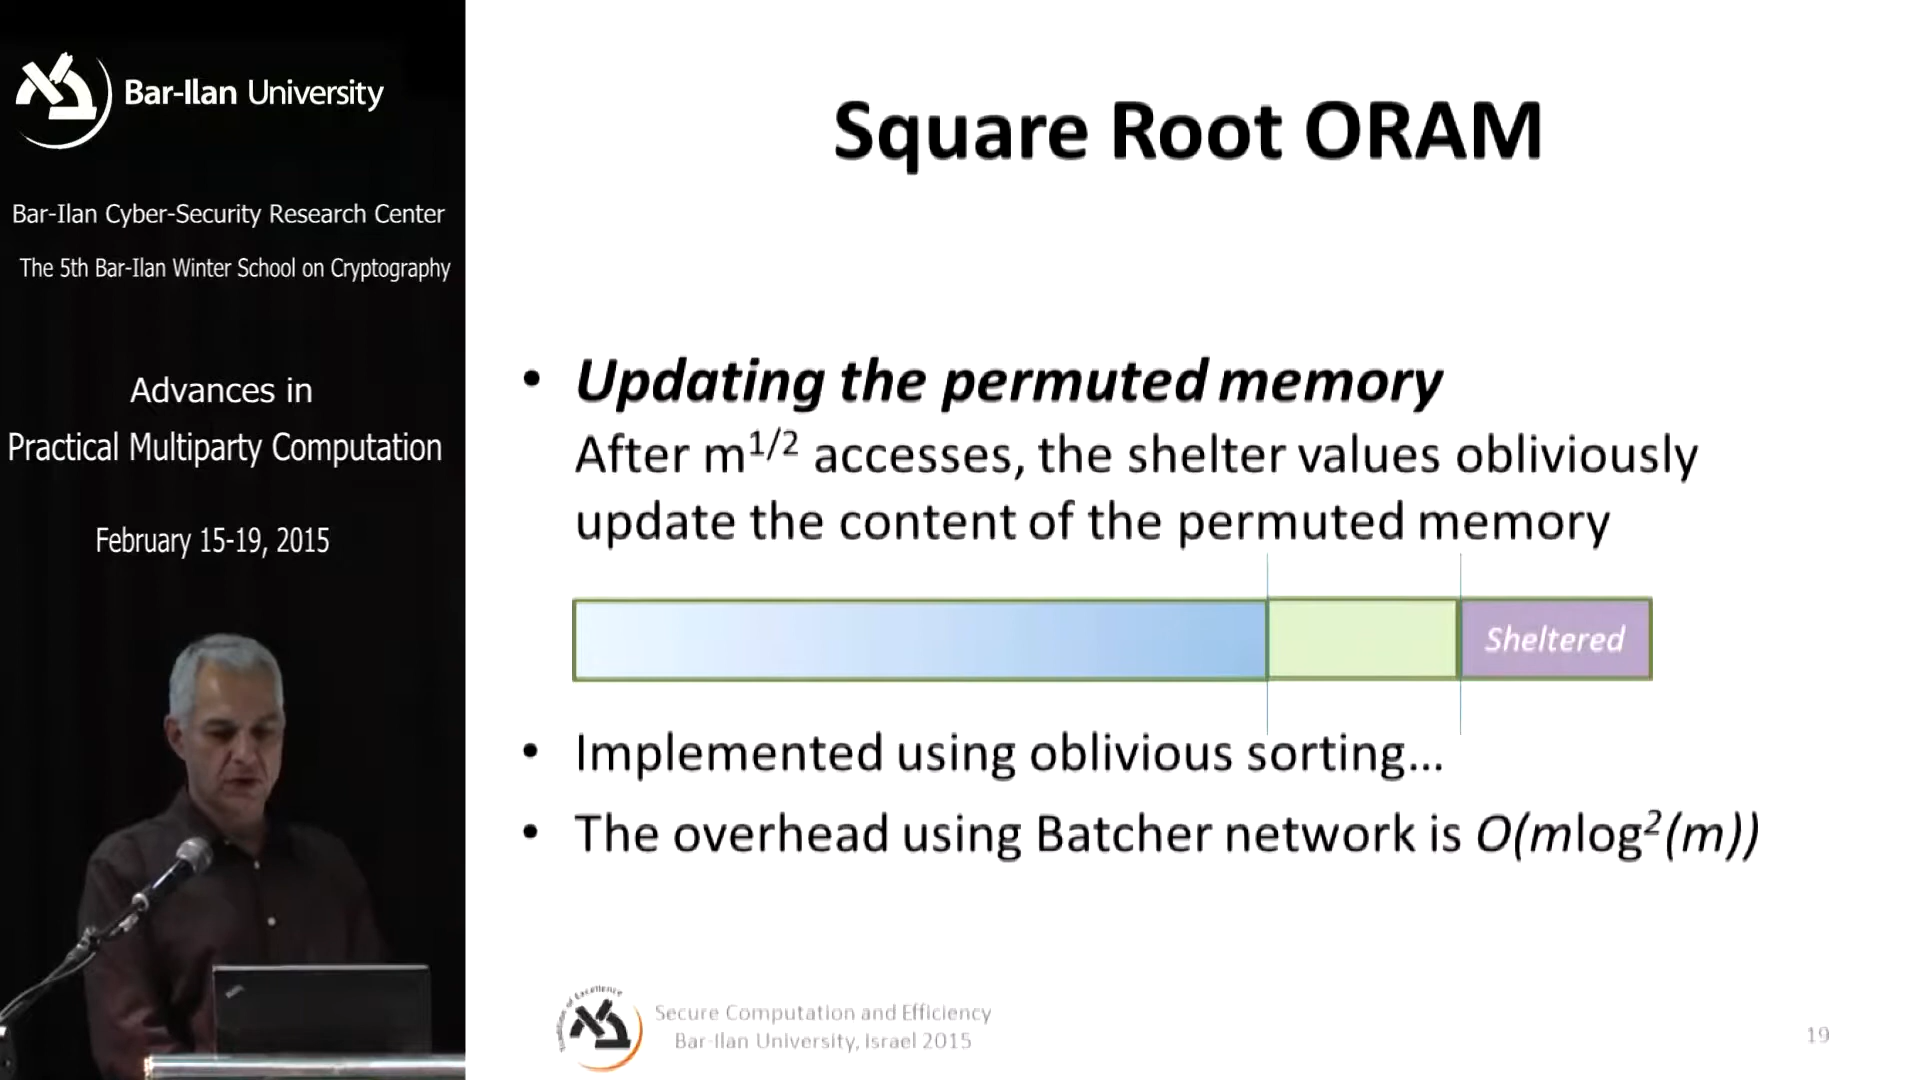 Bar-Ilan University
Bar-Ilan Cyber-Security Research Center
The 5th Bar-Ilan Winter School on Cryptography
Advances in
Practical Multiparty Computation
February 15-19, 2015
Square Root ORAM
• Updating the permuted memory
After m^{1/2} accesses, the shelter values obliviously
update the content of the permuted memory
Sheltered
• Implemented using oblivious sorting...
• The overhead using Batcher network is O(mlog²(m))
Secure Computation and Efficiency
Bar-Ilan University, Israel 2015
19